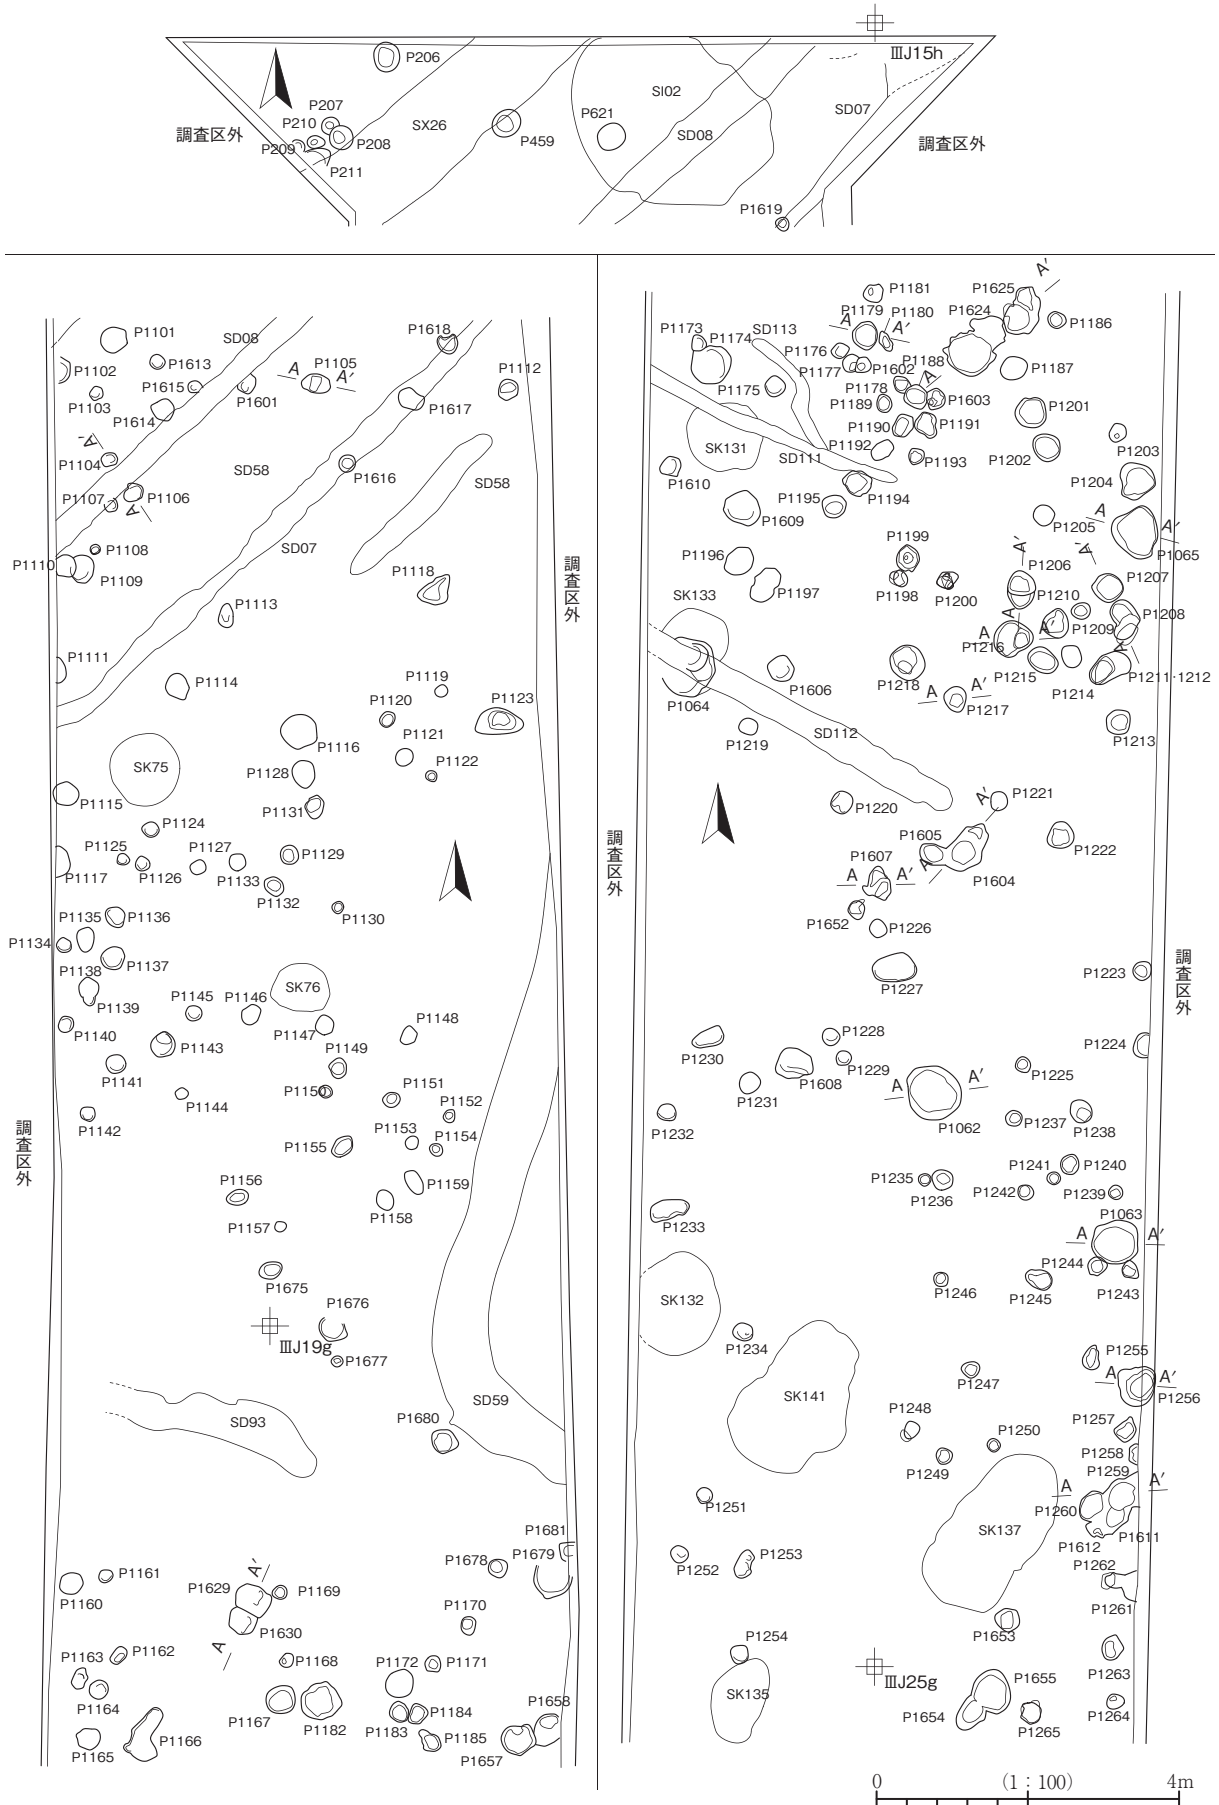 ⅢJ15h
P206
SI02
P207
P621
SD07
P210
SX26
調査区外
P208
P459
SD08
調査区外
P209
P211
P1619
P1101
SD08
P1618
P1613
P1105
A
A′
P1102
P1615
P1601
P1112
P1103
P1614
P1617
A′
P1104
SD58
P1616
SD58
P1107
P1106
A
P1108
SD07
P1110
P1109
P1118
調査区外
P1113
P1111
P1114
P1119
P1120
P1123
P1121
P1116
SK75
P1128
P1122
P1115
P1131
P1124
P1125
P1127
P1129
P1117
P1126
P1133
P1132
P1130
P1135
P1136
P1134
P1138
P1137
SK76
P1139
P1145
P1146
P1148
P1140
P1147
P1143
P1149
P1141
P1144
P1150
P1151
P1152
P1142
P1153
P1154
調査区外
P1155
P1156
P1159
P1157
P1158
P1675
P1676
ⅢJ19g
P1677
SD93
P1680
SD59
P1681
P1678
P1679
P1161
A′
P1629
P1169
P1160
P1170
P1630
P1163
P1162
A
P1168
P1172
P1171
P1164
P1167
P1182
P1183
P1184
P1658
P1165
P1166
P1185
P1657
A′
P1181
P1625
P1179
P1180
P1624
P1173
A
A′
P1186
P1174
SD113
P1176
P1188
P1177
P1602
P1187
A
P1175
P1178
P1189
P1603
P1201
P1190
P1191
SK131
P1192
P1203
SD111
P1193
P1202
P1610
P1204
P1195
P1194
A
P1609
P1205
A′
P1199
A′
A′
P1065
P1196
P1206
P1207
SK133
P1197
P1198
P1200
P1210
A
P1208
A
A′
P1209
P1216
A
P1606
P1218
P1215
P1211・1212
P1064
A
A′
P1214
P1217
P1219
SD112
P1213
A′
P1221
P1220
P1605
P1222
調査区外
P1607
A
A
A′
P1604
P1652
P1226
P1227
P1223
調査区外
P1230
P1228
P1224
P1229
P1608
P1225
P1231
A
A′
P1232
P1062
P1237
P1238
P1235
P1241
P1240
P1236
P1242
P1239
P1233
P1063
A
A′
P1244
SK132
P1246
P1245
P1243
P1234
P1255
P1247
A
A′
SK141
P1256
P1248
P1257
P1250
P1258
P1249
P1259
A
A′
P1251
P1260
SK137
P1612
P1611
P1252
P1253
P1262
P1261
P1653
P1254
P1263
ⅢJ25g
P1655
SK135
P1654
P1265
P1264
0
(1：100)
4m